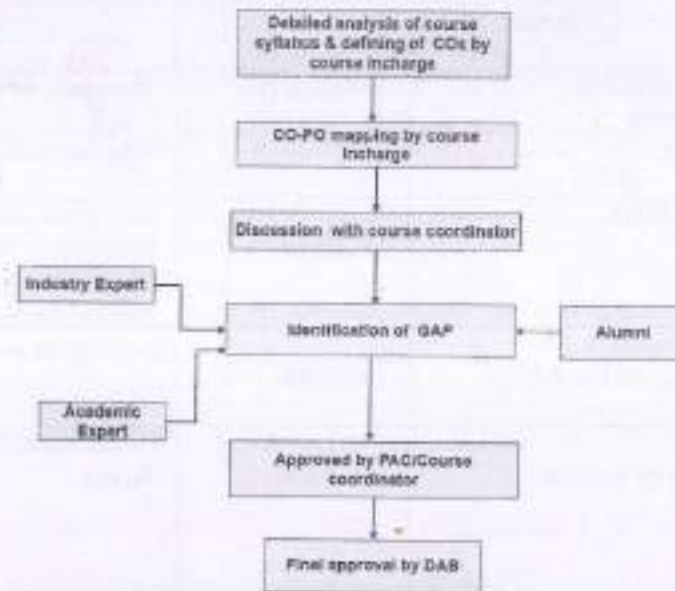 Detailed analysis of course
syllabus & defining of COs by
course incharge
CO-PO mapping by course
incharge
Discussion with course coordinator
Industry Expert
Identification of GAP
Alumni
Academic
Expert
Approved by PAC/Course
coordinator
Final approval by DAB